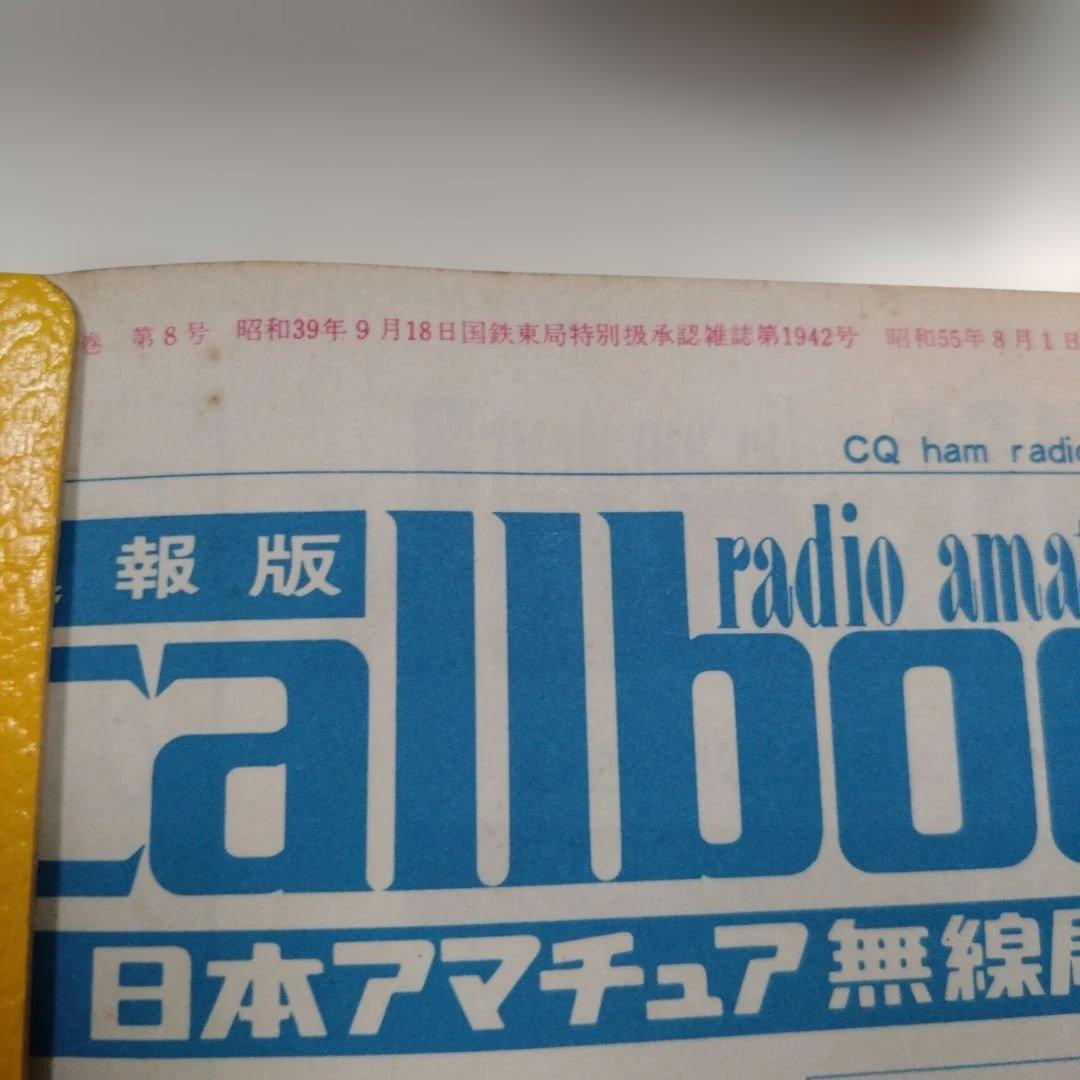 巻 第8号 昭和39年9月18日国鉄東局特別扱承認雑誌第1942号 昭和55年8月1日
CQ ham radio
報版
radio ama
callboo
日本アマチュア無線局